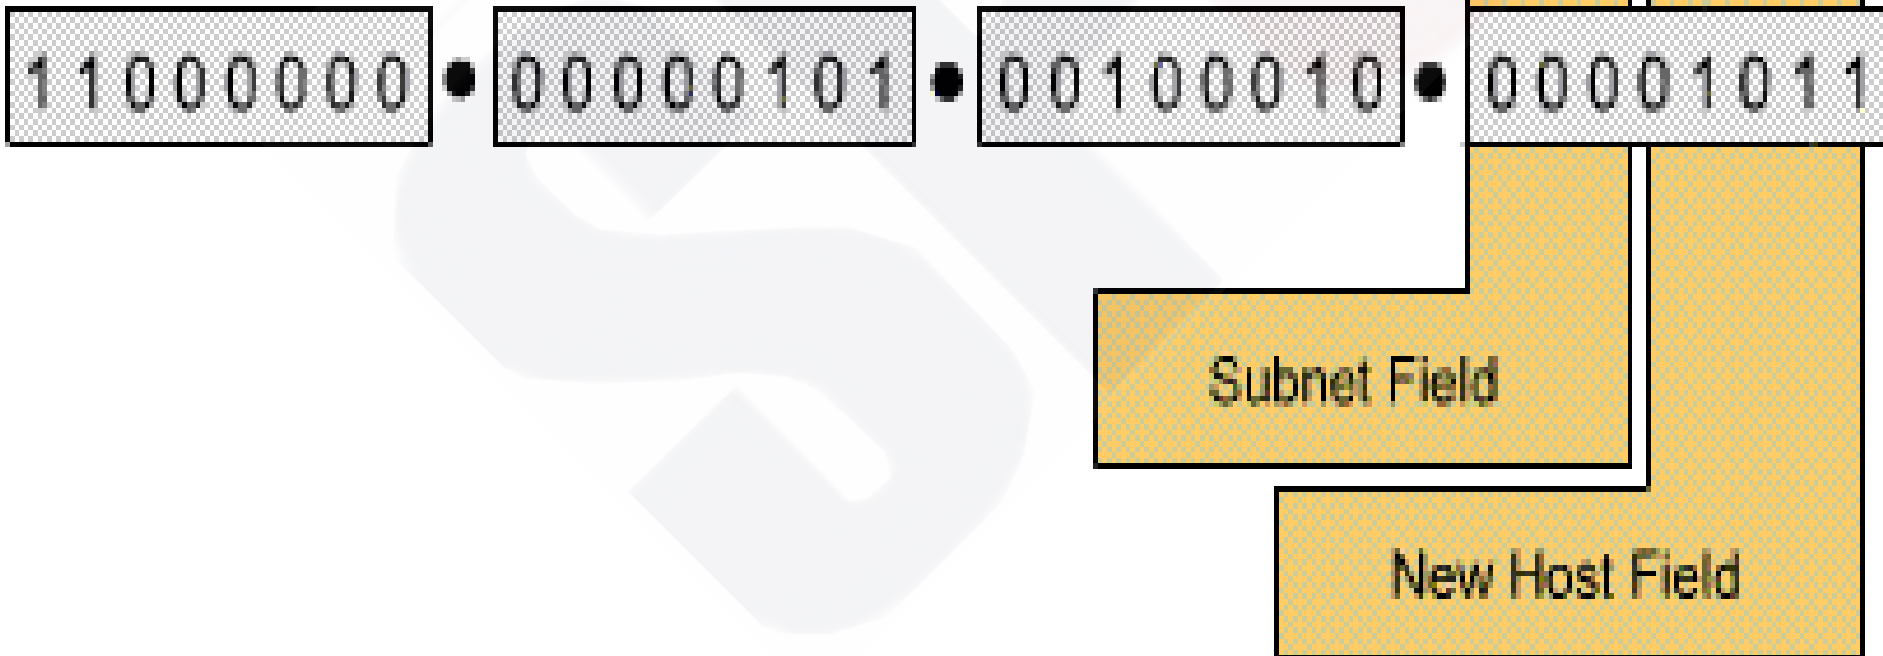 11000000 • 00000101 • 00100010 • 00001011
Subnet Field
New Host Field